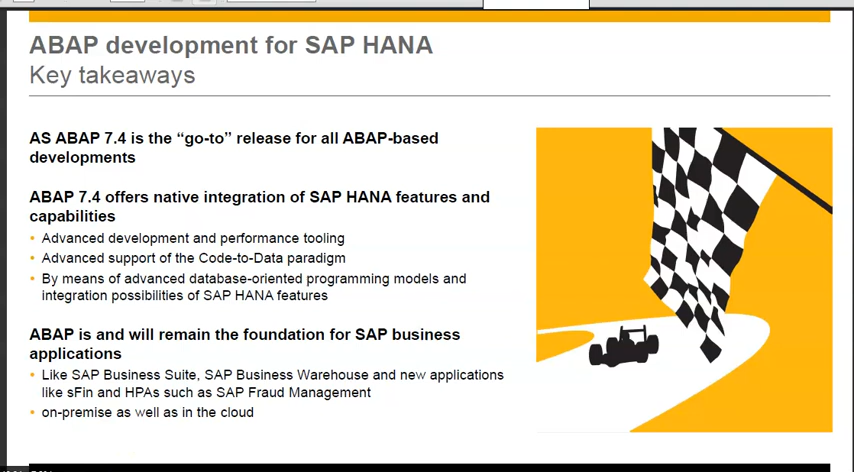 ABAP development for SAP HANA
Key takeaways
AS ABAP 7.4 is the “go-to” release for all ABAP-based
developments
ABAP 7.4 offers native integration of SAP HANA features and
capabilities
• Advanced development and performance tooling
• Advanced support of the Code-to-Data paradigm
• By means of advanced database-oriented programming models and
integration possibilities of SAP HANA features
ABAP is and will remain the foundation for SAP business
applications
• Like SAP Business Suite, SAP Business Warehouse and new applications
like sFin and HPAs such as SAP Fraud Management
• on-premise as well as in the cloud